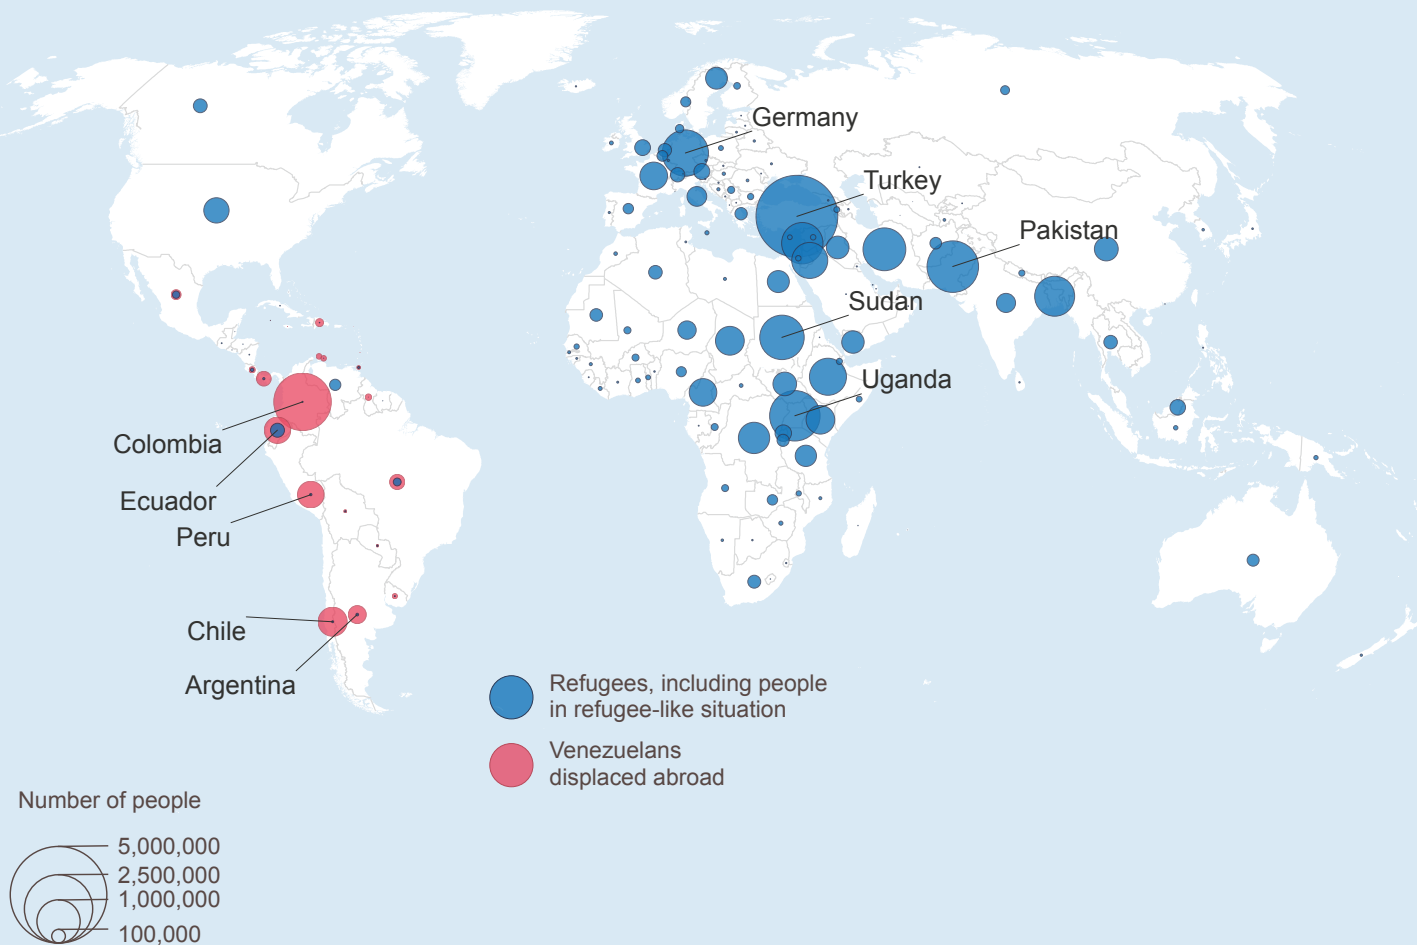 Germany
Turkey
Pakistan
Sudan
Uganda
Colombia
Ecuador
Peru
Chile
Argentina
Refugees, including people
in refugee-like situation
Venezuelans
displaced abroad
Number of people
5,000,000
2,500,000
1,000,000
100,000